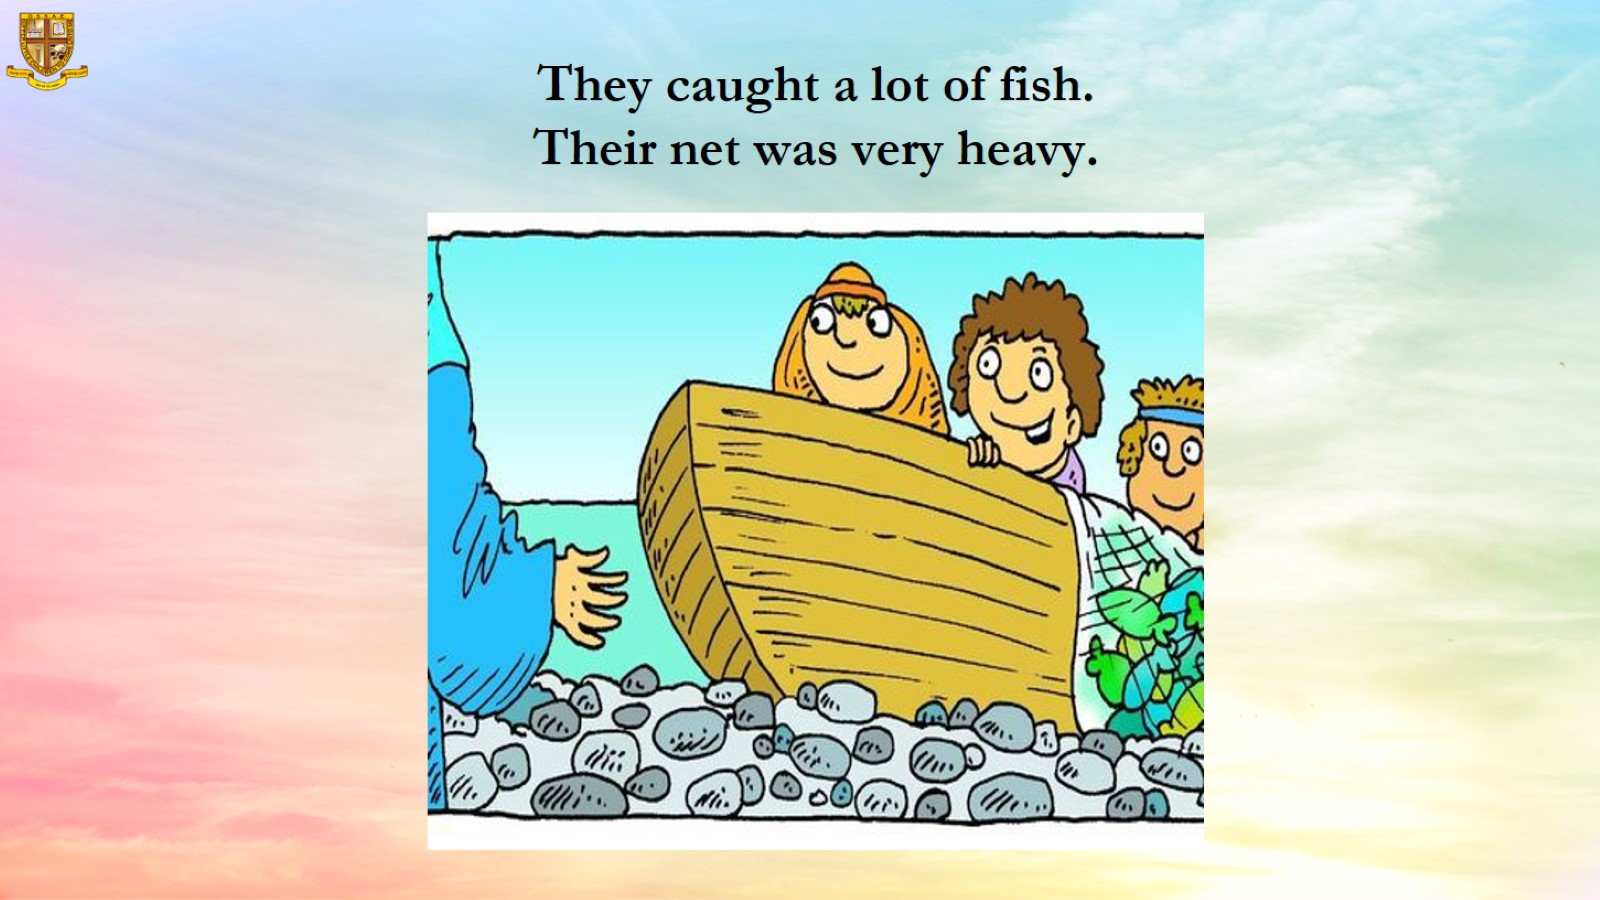 They caught a lot of fish.
Their net was very heavy.